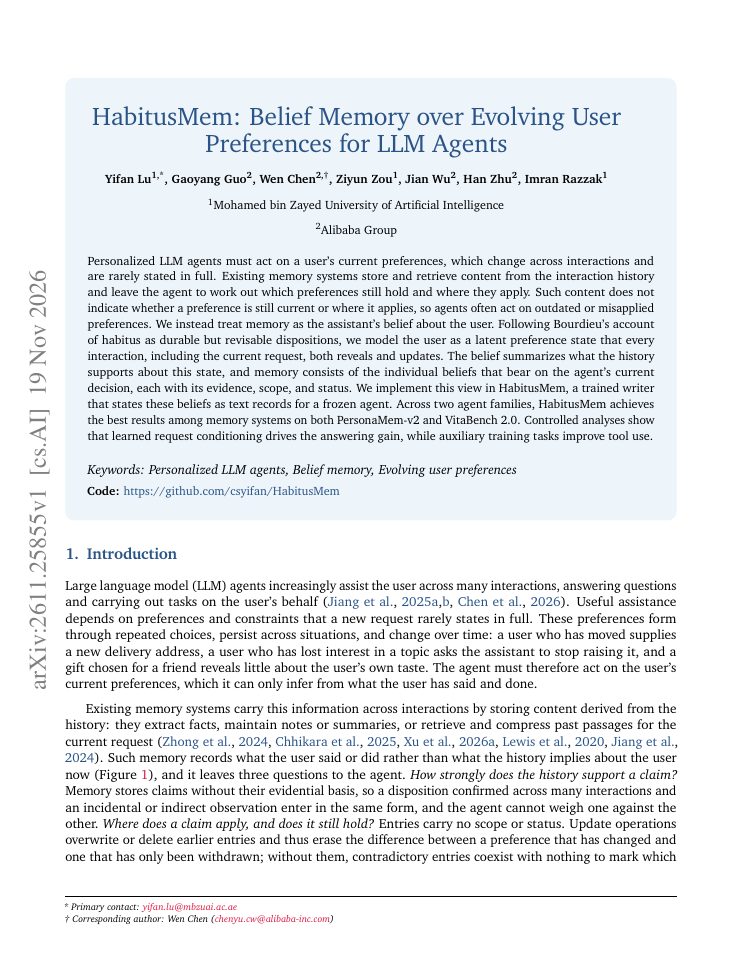 HabitusMem: Belief Memory over Evolving User
Preferences for LLM Agents
Yifan Lu1,*, Gaoyang Guo2, Wen Chen2,†, Ziyun Zou1, Jian Wu2, Han Zhu2, Imran Razzak1
1Mohamed bin Zayed University of Artificial Intelligence
2Alibaba Group
Personalized LLM agents must act on a user's current preferences, which change across interactions and
are rarely stated in full. Existing memory systems store and retrieve content from the interaction history
and leave the agent to work out which preferences still hold and where they apply. Such content does not
indicate whether a preference is still current or where it applies, so agents often act on outdated or misapplied
preferences. We instead treat memory as the assistant's belief about the user. Following Bourdieu's account
of habitus as durable but revisable dispositions, we model the user as a latent preference state that every
interaction, including the current request, both reveals and updates. The belief summarizes what the history
supports about this state, and memory consists of the individual beliefs that bear on the agent's current
decision, each with its evidence, scope, and status. We implement this view in HabitusMem, a trained writer
that states these beliefs as text records for a frozen agent. Across two agent families, HabitusMem achieves
the best results among memory systems on both PersonaMem-v2 and VitaBench 2.0. Controlled analyses show
that learned request conditioning drives the answering gain, while auxiliary training tasks improve tool use.
Keywords: Personalized LLM agents, Belief memory, Evolving user preferences
Code: https://github.com/csyifan/HabitusMem
arXiv:2611.25855v1 [cs.AI] 19 Nov 2026
1. Introduction
Large language model (LLM) agents increasingly assist the user across many interactions, answering questions
and carrying out tasks on the user's behalf (Jiang et al., 2025a,b, Chen et al., 2026). Useful assistance
depends on preferences and constraints that a new request rarely states in full. These preferences form
through repeated choices, persist across situations, and change over time: a user who has moved supplies
a new delivery address, a user who has lost interest in a topic asks the assistant to stop raising it, and a
gift chosen for a friend reveals little about the user's own taste. The agent must therefore act on the user's
current preferences, which it can only infer from what the user has said and done.
Existing memory systems carry this information across interactions by storing content derived from the
history: they extract facts, maintain notes or summaries, or retrieve and compress past passages for the
current request (Zhong et al., 2024, Chhikara et al., 2025, Xu et al., 2026a, Lewis et al., 2020, Jiang et al.,
2024). Such memory records what the user said or did rather than what the history implies about the user
now (Figure 1), and it leaves three questions to the agent. How strongly does the history support a claim?
Memory stores claims without their evidential basis, so a disposition confirmed across many interactions and
an incidental or indirect observation enter in the same form, and the agent cannot weigh one against the
other. Where does a claim apply, and does it still hold? Entries carry no scope or status. Update operations
overwrite or delete earlier entries and thus erase the difference between a preference that has changed and
one that has only been withdrawn; without them, contradictory entries coexist with nothing to mark which
* Primary contact: yifan.lu@mbzuai.ac.ae
† Corresponding author: Wen Chen (chenyu.cw@alibaba-inc.com)